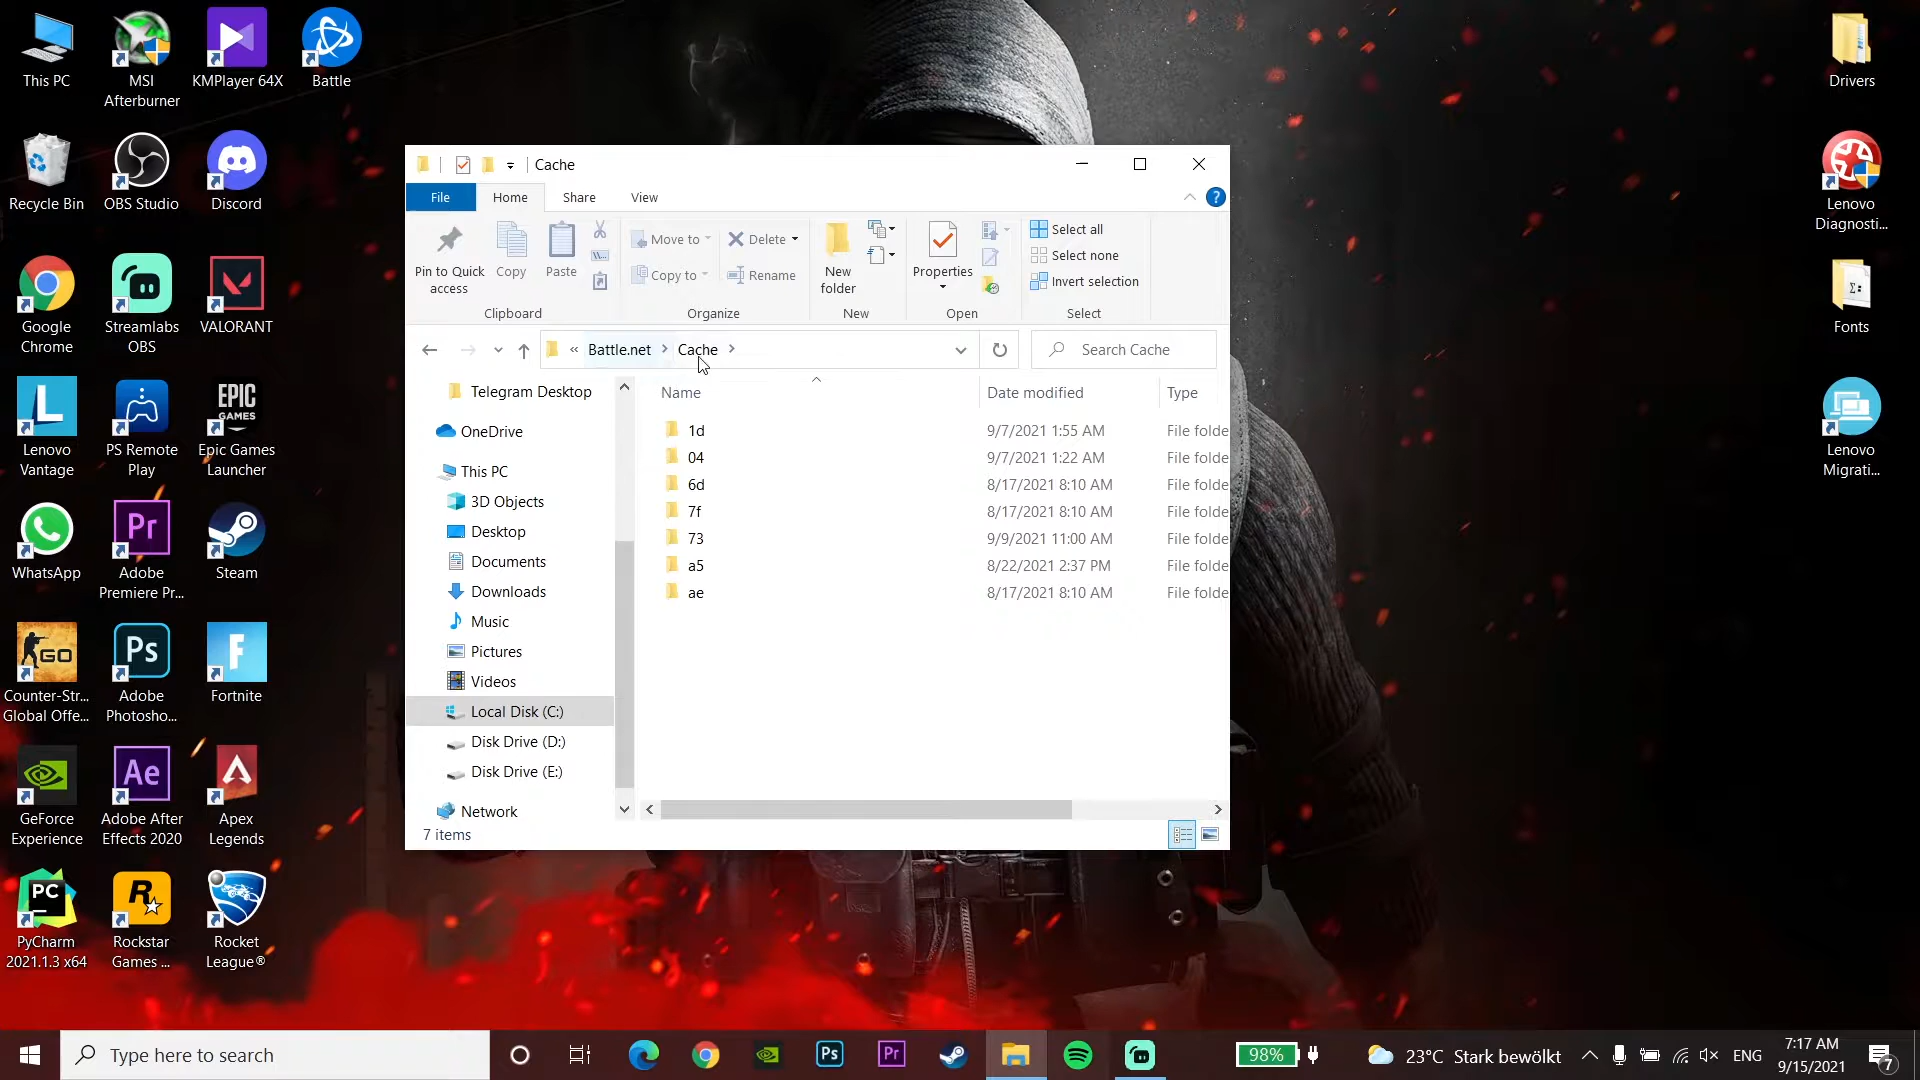 This PC
MSI
Afterburner
KMPlayer 64X
Battle
Recycle Bin
OBS Studio
Discord
Google
Chrome
Streamlabs
OBS
VALORANT
Lenovo
Vantage
PS Remote
Play
EPIC
GAMES
Epic Games
Launcher
WhatsApp
Pr
Adobe
Premiere Pr...
Steam
GO
Counter-Str...
Global Offe...
Ps
Adobe
Photosho...
F
Fortnite
GeForce
Experience
Ae
Adobe After
Effects 2020
Apex
Legends
PC
PyCharm
2021.1.3 x64
R
Rockstar
Games ...
Rocket
League®
Drivers
Lenovo
Diagnosti...
Fonts
Lenovo
Migrati...
Cache
File Home Share View
Pin to Quick
access
Copy
Paste
Clipboard
Move to
Copy to
Delete
Rename
Organize
New
folder
New
Properties
Open
Select all
Select none
Invert selection
Select
« Battle.net > Cache >
Search Cache
Telegram Desktop
OneDrive
This PC
3D Objects
Desktop
Documents
Downloads
Music
Pictures
Videos
Local Disk (C:)
Disk Drive (D:)
Disk Drive (E:)
Network
Name Date modified Type
1d 9/7/2021 1:55 AM File folde
04 9/7/2021 1:22 AM File folde
6d 8/17/2021 8:10 AM File folde
7f 8/17/2021 8:10 AM File folde
73 9/9/2021 11:00 AM File folde
a5 8/22/2021 2:37 PM File folde
ae 8/17/2021 8:10 AM File folde
7 items
Type here to search
Ps
Pr
98%
23°C Stark bewölkt
ENG
7:17 AM
9/15/2021
7